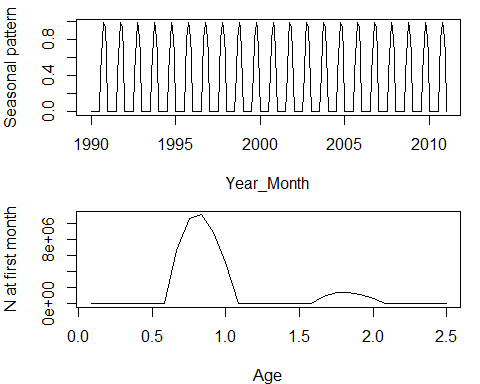 Seasonal pattern
0.0 0.4 0.8
1990 1995 2000 2005 2010
Year_Month
N at first month
0e+00 8e+06
0.0 0.5 1.0 1.5 2.0 2.5
Age